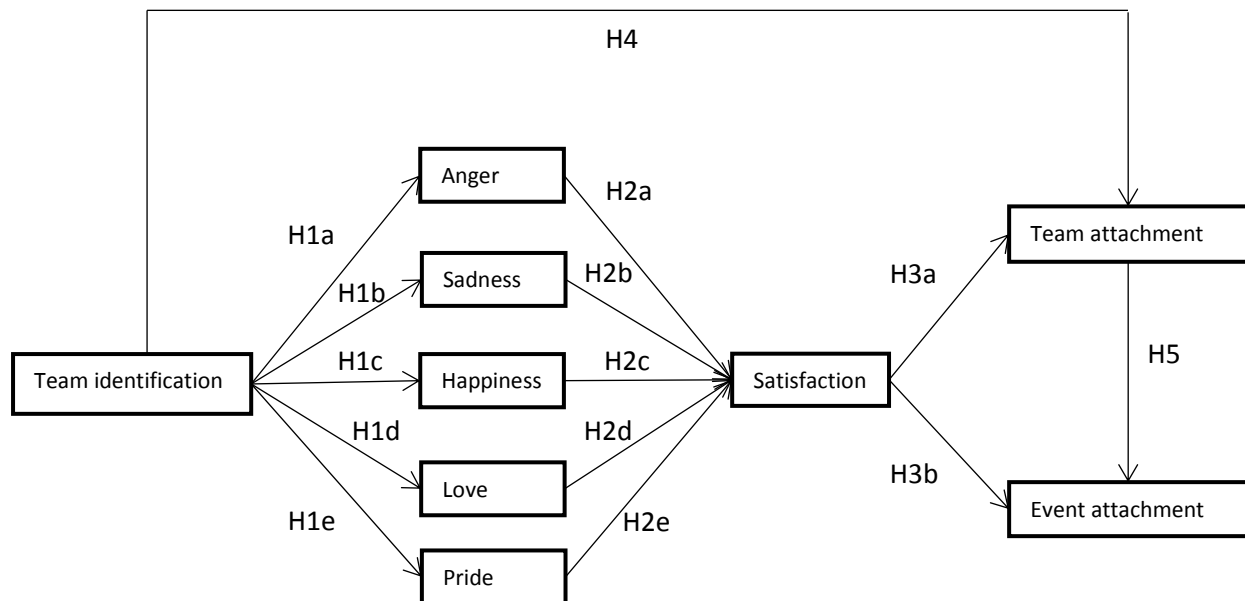 H4
Anger
H2a
H1a
Team attachment
Sadness
H2b
H3a
H1b
H1c
H2c
H5
Team identification
Happiness
Satisfaction
H1d
H2d
H3b
Love
H1e
H2e
Event attachment
Pride